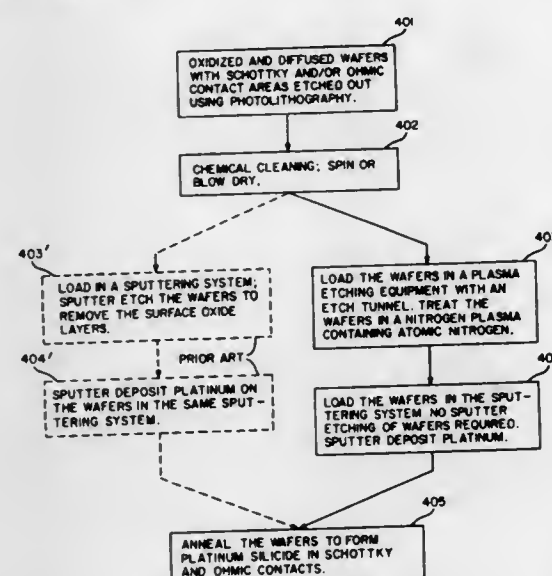 401
OXIDIZED AND DIFFUSED WAFERS
WITH SCHOTTKY AND/OR OHMIC
CONTACT AREAS ETCHED OUT
USING PHOTOLITHOGRAPHY.
402
CHEMICAL CLEANING; SPIN OR
BLOW DRY.
403'
LOAD IN A SPUTTERING SYSTEM;
SPUTTER ETCH THE WAFERS TO
REMOVE THE SURFACE OXIDE
LAYERS.
40
LOAD THE WAFERS IN A PLASMA
ETCHING EQUIPMENT WITH AN
ETCH TUNNEL. TREAT THE
WAFERS IN A NITROGEN PLASMA
CONTAINING ATOMIC NITROGEN.
PRIOR ART
404'
SPUTTER DEPOSIT PLATINUM ON
THE WAFERS IN THE SAME SPUT-
TERING SYSTEM.
40
LOAD THE WAFERS IN THE SPUT-
TERING SYSTEM NO SPUTTER
ETCHING OF WAFERS REQUIRED.
SPUTTER DEPOSIT PLATINUM.
405
ANNEAL THE WAFERS TO FORM
PLATINUM SILICIDE IN SCHOTTKY
AND OHMIC CONTACTS.